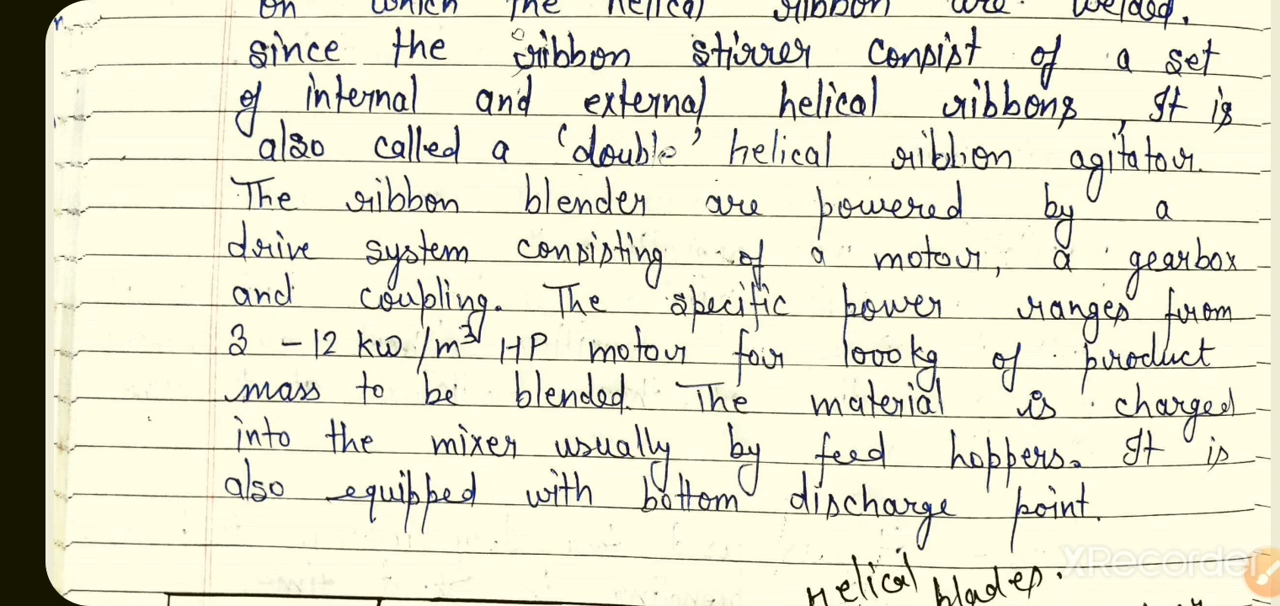 on which the helical ribbon are welded.
since the ribbon stirrer consist of a set
of internal and external helical ribbons, It is
also called a 'double' helical ribbon agitator.
The ribbon blender are powered by a
drive system consisting of a motor, a gearbox
and coupling. The specific power ranges from
3 - 12 kw/m³ HP motor for 1000 kg of product
mass to be blended. The material is charged
into the mixer usually by feed hoppers. It is
also equipped with bottom discharge point.
XRecorder
Helical blades.